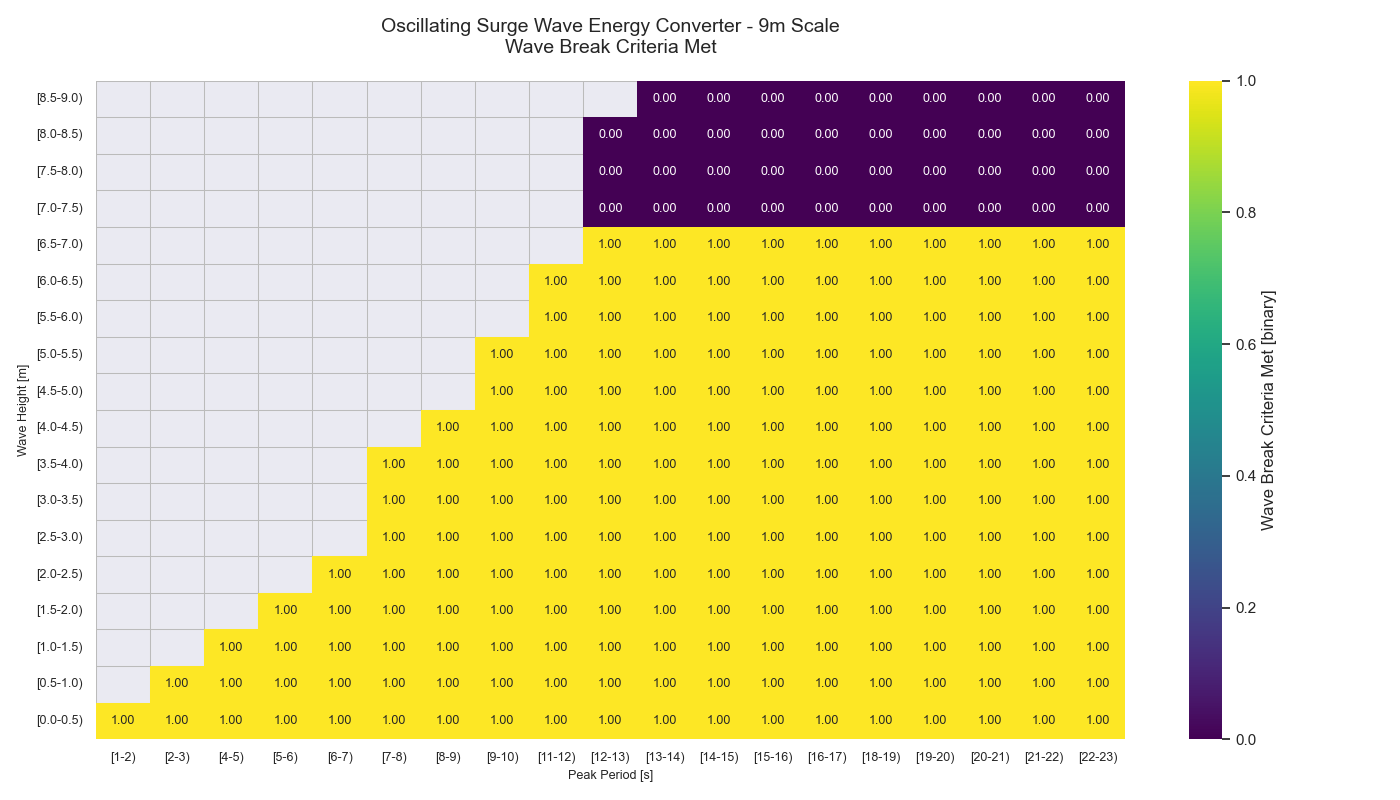 Oscillating Surge Wave Energy Converter - 9m Scale
Wave Break Criteria Met
[8.5-9.0) 0.00 0.00 0.00 0.00 0.00 0.00 0.00 0.00 0.00
[8.0-8.5) 0.00 0.00 0.00 0.00 0.00 0.00 0.00 0.00 0.00 0.00
[7.5-8.0) 0.00 0.00 0.00 0.00 0.00 0.00 0.00 0.00 0.00 0.00
[7.0-7.5) 0.00 0.00 0.00 0.00 0.00 0.00 0.00 0.00 0.00 0.00
[6.5-7.0) 1.00 1.00 1.00 1.00 1.00 1.00 1.00 1.00 1.00 1.00
[6.0-6.5) 1.00 1.00 1.00 1.00 1.00 1.00 1.00 1.00 1.00 1.00 1.00
[5.5-6.0) 1.00 1.00 1.00 1.00 1.00 1.00 1.00 1.00 1.00 1.00 1.00
[5.0-5.5) 1.00 1.00 1.00 1.00 1.00 1.00 1.00 1.00 1.00 1.00 1.00 1.00
[4.5-5.0) 1.00 1.00 1.00 1.00 1.00 1.00 1.00 1.00 1.00 1.00 1.00 1.00
[4.0-4.5) 1.00 1.00 1.00 1.00 1.00 1.00 1.00 1.00 1.00 1.00 1.00 1.00 1.00
[3.5-4.0) 1.00 1.00 1.00 1.00 1.00 1.00 1.00 1.00 1.00 1.00 1.00 1.00 1.00 1.00
[3.0-3.5) 1.00 1.00 1.00 1.00 1.00 1.00 1.00 1.00 1.00 1.00 1.00 1.00 1.00 1.00
[2.5-3.0) 1.00 1.00 1.00 1.00 1.00 1.00 1.00 1.00 1.00 1.00 1.00 1.00 1.00 1.00
[2.0-2.5) 1.00 1.00 1.00 1.00 1.00 1.00 1.00 1.00 1.00 1.00 1.00 1.00 1.00 1.00 1.00
[1.5-2.0) 1.00 1.00 1.00 1.00 1.00 1.00 1.00 1.00 1.00 1.00 1.00 1.00 1.00 1.00 1.00 1.00
[1.0-1.5) 1.00 1.00 1.00 1.00 1.00 1.00 1.00 1.00 1.00 1.00 1.00 1.00 1.00 1.00 1.00 1.00 1.00
[0.5-1.0) 1.00 1.00 1.00 1.00 1.00 1.00 1.00 1.00 1.00 1.00 1.00 1.00 1.00 1.00 1.00 1.00 1.00 1.00
[0.0-0.5) 1.00 1.00 1.00 1.00 1.00 1.00 1.00 1.00 1.00 1.00 1.00 1.00 1.00 1.00 1.00 1.00 1.00 1.00 1.00
[1-2) [2-3) [4-5) [5-6) [6-7) [7-8) [8-9) [9-10) [11-12) [12-13) [13-14) [14-15) [15-16) [16-17) [18-19) [19-20) [20-21) [21-22) [22-23)
Peak Period [s]
Wave Height [m]
1.0
0.8
0.6
0.4
0.2
0.0
Wave Break Criteria Met [binary]